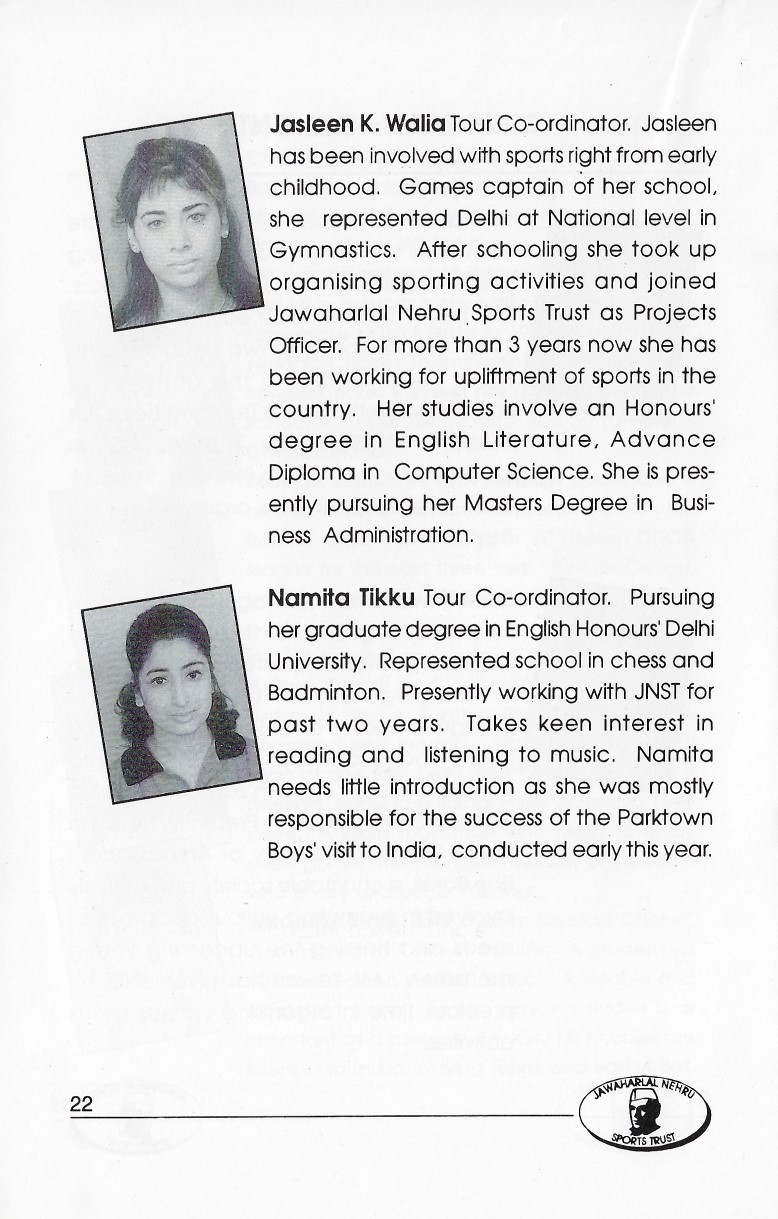 Jasleen K. Walia Tour Co-ordinator. Jasleen
has been involved with sports right from early
childhood. Games captain of her school,
she represented Delhi at National level in
Gymnastics. After schooling she took up
organising sporting activities and joined
Jawaharlal Nehru Sports Trust as Projects
Officer. For more than 3 years now she has
been working for upliftment of sports in the
country. Her studies involve an Honours'
degree in English Literature, Advance
Diploma in Computer Science. She is pres-
ently pursuing her Masters Degree in Busi-
ness Administration.
Namita Tikku Tour Co-ordinator. Pursuing
her graduate degree in English Honours' Delhi
University. Represented school in chess and
Badminton. Presently working with JNST for
past two years. Takes keen interest in
reading and listening to music. Namita
needs little introduction as she was mostly
responsible for the success of the Parktown
Boys' visit to India, conducted early this year.
22
JAWAHARLAL NEHRU
SPORTS TRUST